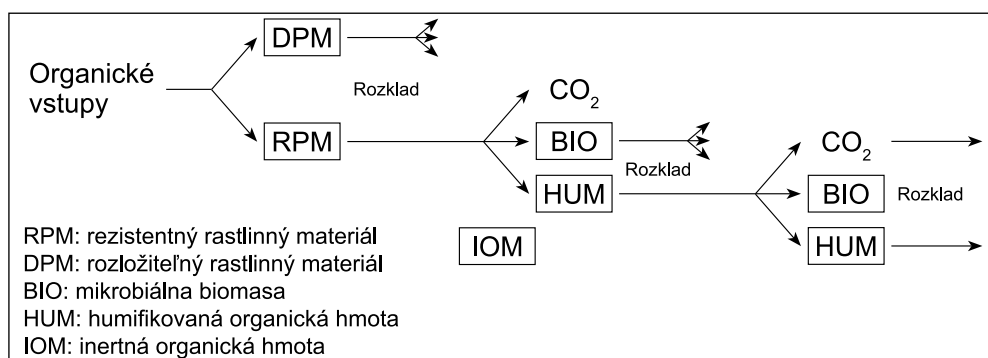 DPM
Organické
vstupy
Rozklad
CO2
RPM
BIO
CO2
Rozklad
HUM
BIO
Rozklad
RPM: rezistentný rastlinný materiál
IOM
HUM
DPM: rozložiteľný rastlinný materiál
BIO: mikrobiálna biomasa
HUM: humifikovaná organická hmota
IOM: inertná organická hmota